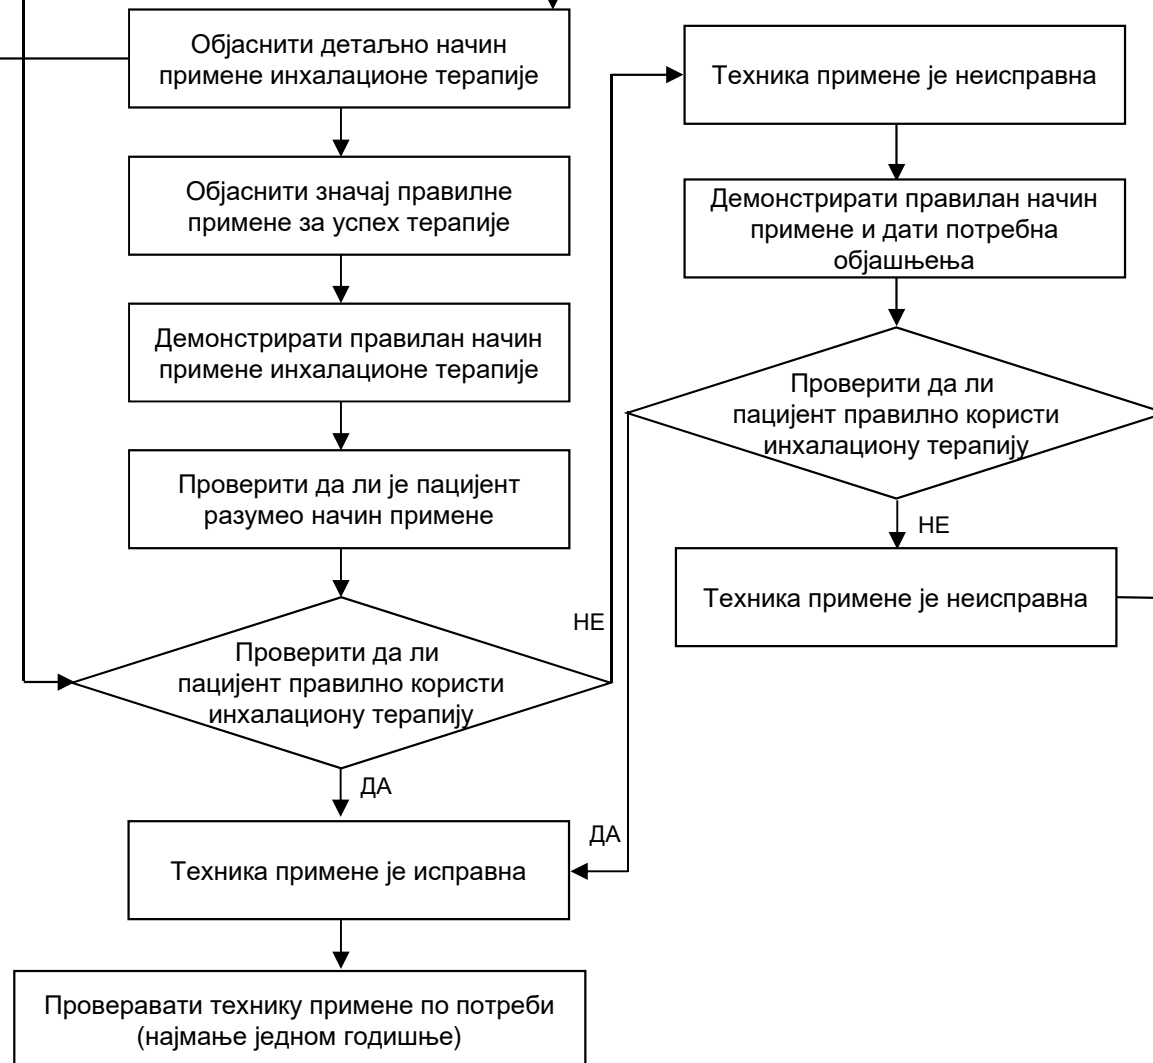 Објаснити детаљно начин
примене инхалационе терапије
Објаснити значај правилне
примене за успех терапије
Демонстрирати правилан начин
примене инхалационе терапије
Проверити да ли је пацијент
разумео начин примене
НЕ
Проверити да ли
пацијент правилно користи
инхалациону терапију
ДА
Техника примене је исправна
Проверавати технику примене по потреби
(најмање једном годишње)
Техника примене је неисправна
Демонстрирати правилан начин
примене и дати потребна
објашњења
Проверити да ли
пацијент правилно користи
инхалациону терапију
НЕ
Техника примене је неисправна
ДА